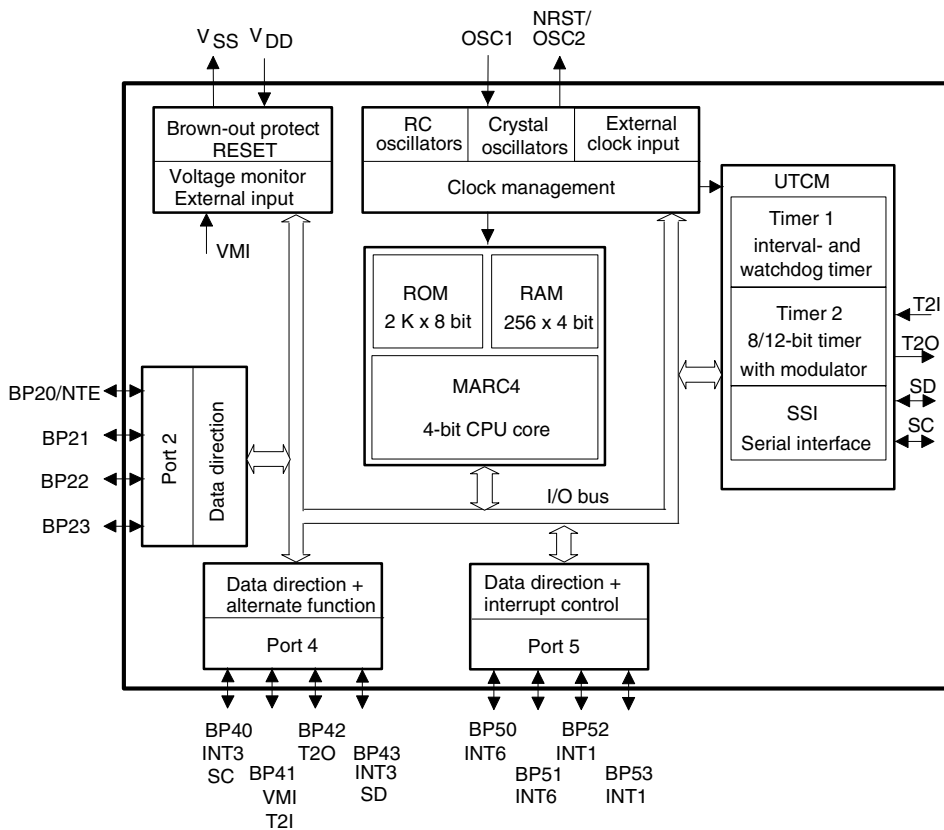 V SS
V DD
OSC1
NRST/
OSC2
Brown-out protect
RESET
Voltage monitor
External input
VMI
RC
oscillators
Crystal
oscillators
External
clock input
Clock management
UTCM
Timer 1
interval- and
watchdog timer
Timer 2
8/12-bit timer
with modulator
SSI
Serial interface
T2I
T2O
SD
SC
ROM
2 K x 8 bit
RAM
256 x 4 bit
MARC4
4-bit CPU core
I/O bus
BP20/NTE
BP21
BP22
BP23
Port 2
Data direction
Data direction +
alternate function
Port 4
Data direction +
interrupt control
Port 5
BP40
INT3
SC
BP41
VMI
T2I
BP42
T2O
BP43
INT3
SD
BP50
INT6
BP51
INT6
BP52
INT1
BP53
INT1